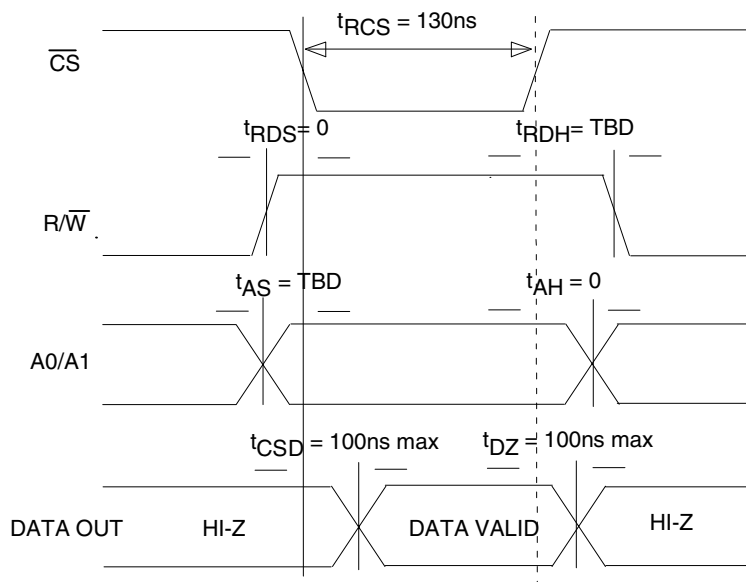 tRCS = 130ns
C̅S̅
tRDS = 0 tRDH = TBD
R/W̅
tAS = TBD tAH = 0
A0/A1
tCSD = 100ns max tDZ = 100ns max
DATA OUT HI-Z DATA VALID HI-Z